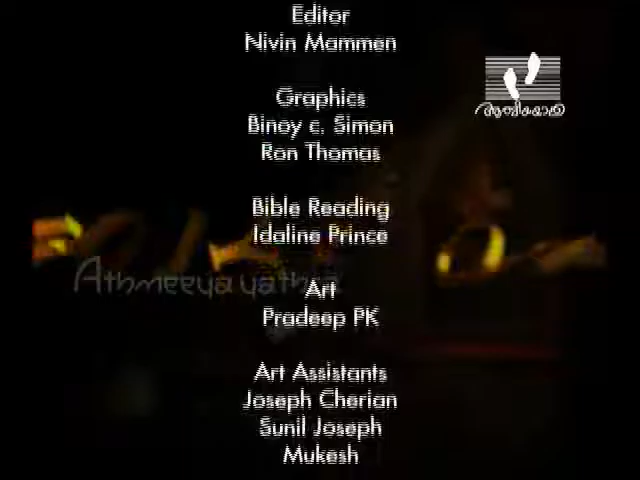 Editor
Nivin Mammen
Graphics
Binoy c. Simon
Ron Thomas
Bible Reading
Idaline Prince
Athmeeyayathra
Art
Pradeep PK
Art Assistants
Joseph Cherian
Sunil Joseph
Mukesh